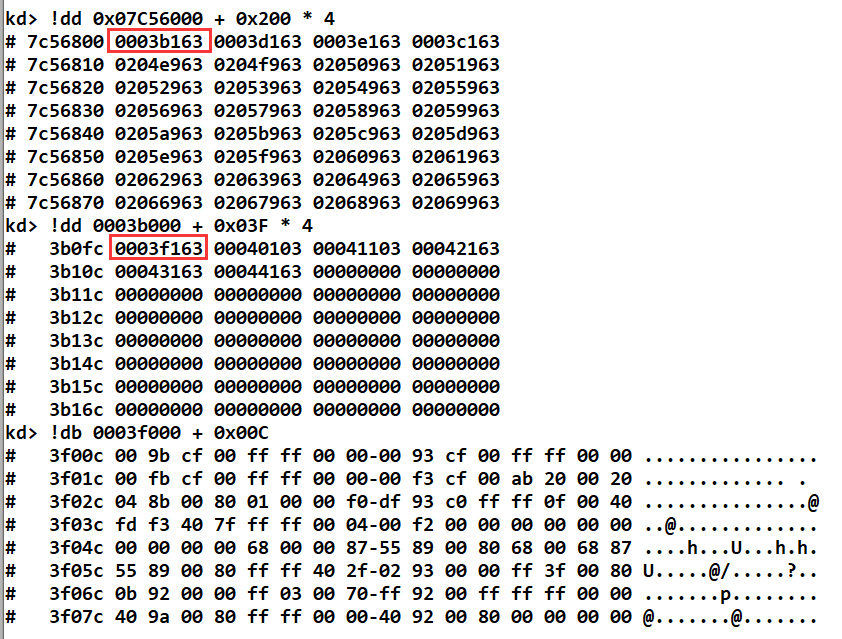 kd> !dd 0x07C56000 + 0x200 * 4
# 7c56800 0003b163 0003d163 0003e163 0003c163
# 7c56810 0204e963 0204f963 02050963 02051963
# 7c56820 02052963 02053963 02054963 02055963
# 7c56830 02056963 02057963 02058963 02059963
# 7c56840 0205a963 0205b963 0205c963 0205d963
# 7c56850 0205e963 0205f963 02060963 02061963
# 7c56860 02062963 02063963 02064963 02065963
# 7c56870 02066963 02067963 02068963 02069963
kd> !dd 0003b000 + 0x03F * 4
#   3b0fc 0003f163 00040103 00041103 00042163
#   3b10c 00043163 00044163 00000000 00000000
#   3b11c 00000000 00000000 00000000 00000000
#   3b12c 00000000 00000000 00000000 00000000
#   3b13c 00000000 00000000 00000000 00000000
#   3b14c 00000000 00000000 00000000 00000000
#   3b15c 00000000 00000000 00000000 00000000
#   3b16c 00000000 00000000 00000000 00000000
kd> !db 0003f000 + 0x00C
#   3f00c 00 9b cf 00 ff ff 00 00-00 93 cf 00 ff ff 00 00 ................
#   3f01c 00 fb cf 00 ff ff 00 00-00 f3 cf 00 ab 20 00 20 ............. .
#   3f02c 04 8b 00 80 01 00 00 f0-df 93 c0 ff ff 0f 00 40 ...............@
#   3f03c fd f3 40 7f ff ff 00 04-00 f2 00 00 00 00 00 00 ..@.............
#   3f04c 00 00 00 00 68 00 00 87-55 89 00 80 68 00 68 87 ....h...U...h.h.
#   3f05c 55 89 00 80 ff ff 40 2f-02 93 00 00 ff 3f 00 80 U.....@/.....?..
#   3f06c 0b 92 00 00 ff 03 00 70-ff 92 00 ff ff ff 00 00 .......p........
#   3f07c 40 9a 00 80 ff ff 00 00-40 92 00 80 00 00 00 00 @.......@.......